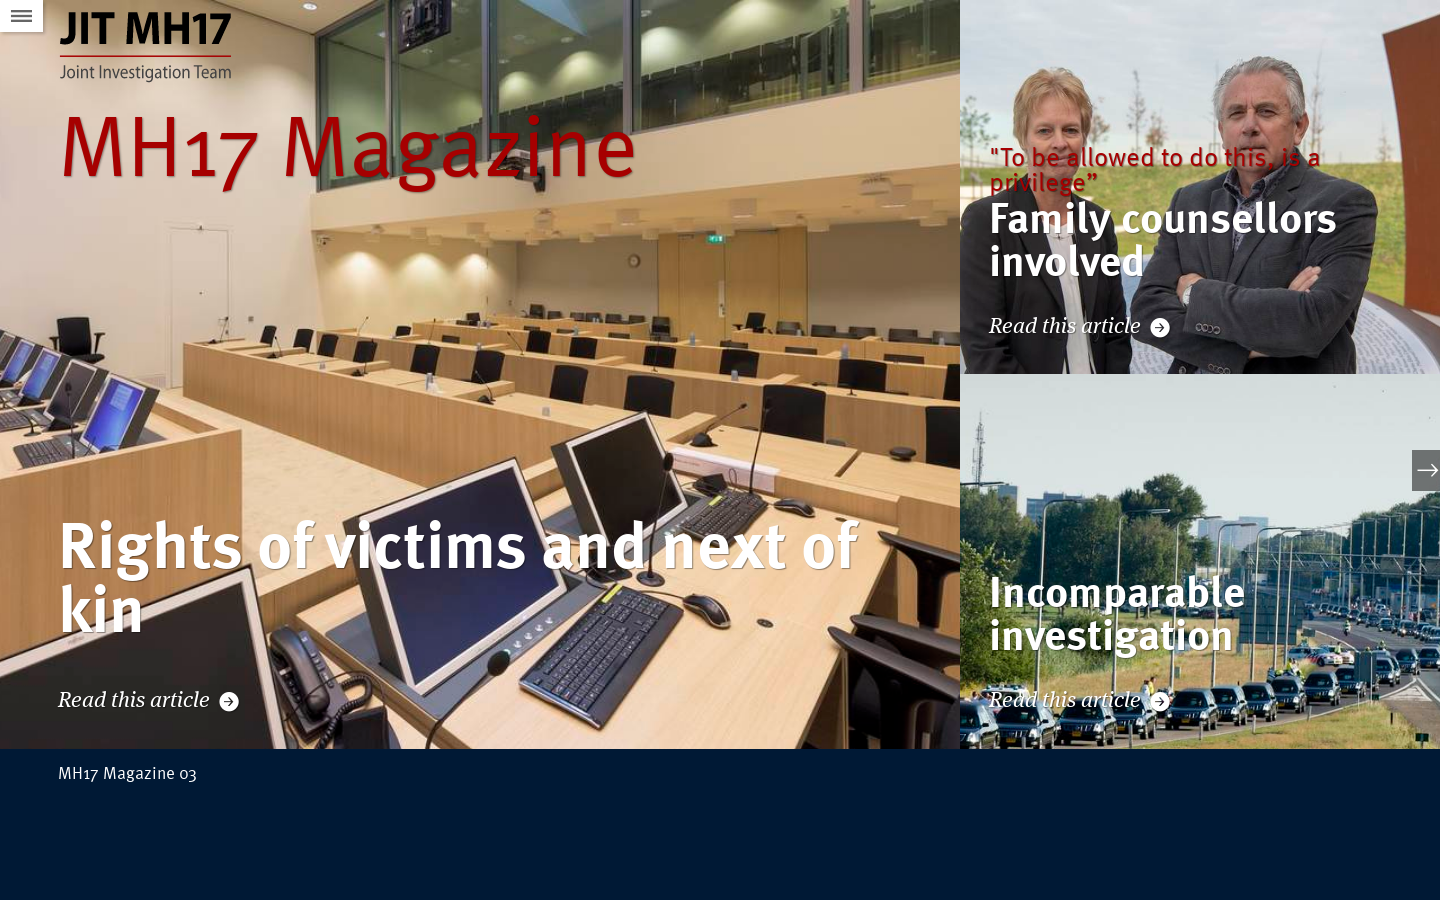 JIT MH17
Joint Investigation Team
MH17 Magazine
Rights of victims and next of
kin
Read this article
"To be allowed to do this, is a
privilege”
Family counsellors
involved
Read this article
Incomparable
investigation
Read this article
MH17 Magazine 03